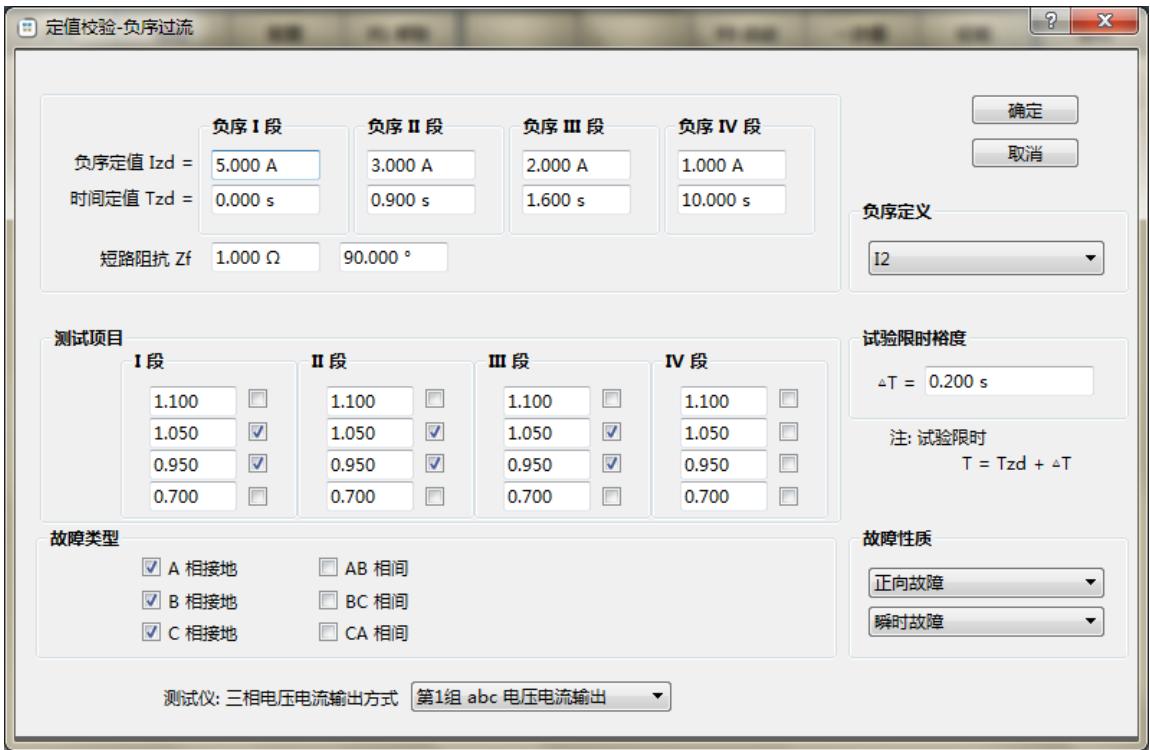 定值校验-负序过流
?
X
负序 I 段 负序 II 段 负序 III 段 负序 IV 段
负序定值 Izd = 5.000 A 3.000 A 2.000 A 1.000 A
时间定值 Tzd = 0.000 s 0.900 s 1.600 s 10.000 s
短路阻抗 Zf 1.000 Ω 90.000 °
确定
取消
负序定义
I2
测试项目
I 段 II 段 III 段 IV 段
1.100 1.100 1.100 1.100
1.050 1.050 1.050 1.050
0.950 0.950 0.950 0.950
0.700 0.700 0.700 0.700
试验限时裕度
△T = 0.200 s
注: 试验限时
T = Tzd + △T
故障类型
A 相接地 AB 相间
B 相接地 BC 相间
C 相接地 CA 相间
故障性质
正向故障
瞬时故障
测试仪: 三相电压电流输出方式 第1组 abc 电压电流输出